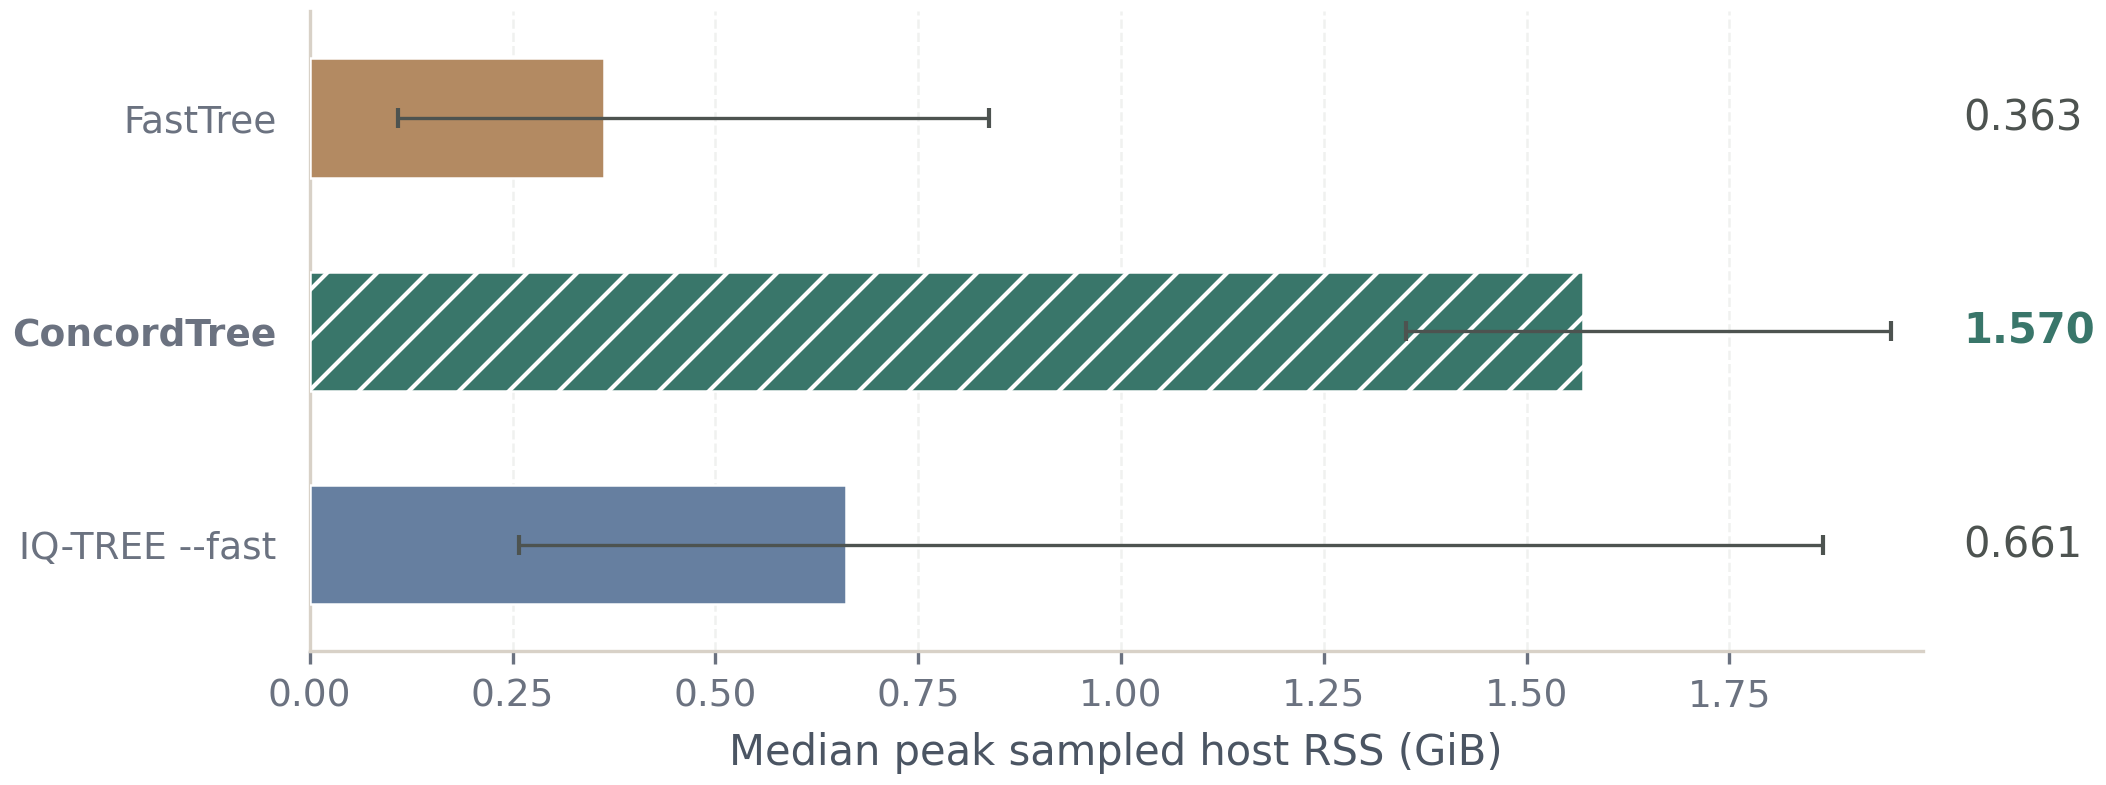 FastTree 0.363
ConcordTree 1.570
IQ-TREE --fast 0.661
0.00 0.25 0.50 0.75 1.00 1.25 1.50 1.75
Median peak sampled host RSS (GiB)